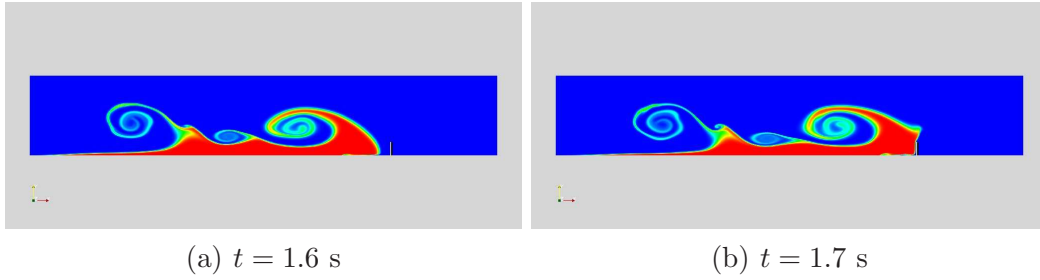 (a) t = 1.6 s
(b) t = 1.7 s